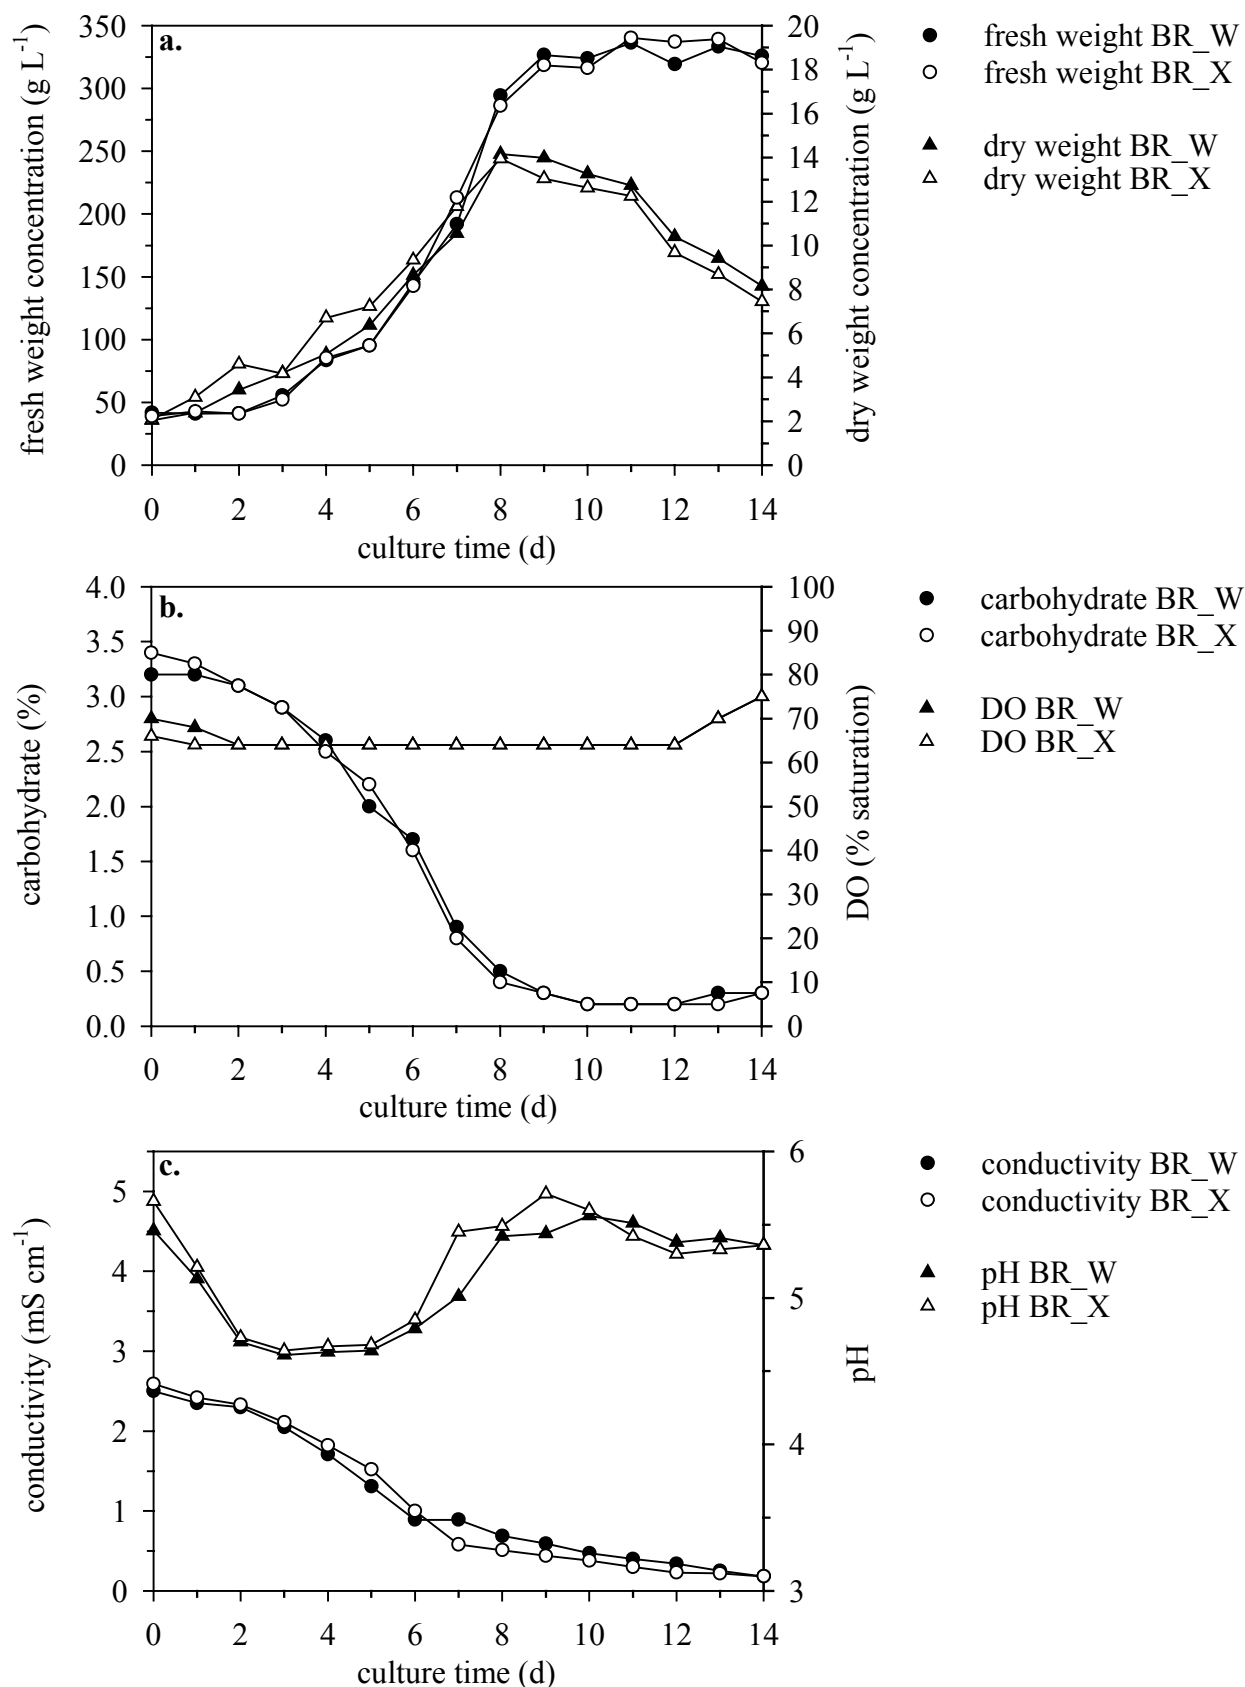 a.
350
300
250
200
150
100
50
0
fresh weight concentration (g L⁻¹)
20
18
16
14
12
10
8
6
4
2
0
dry weight concentration (g L⁻¹)
0 2 4 6 8 10 12 14
culture time (d)
fresh weight BR_W
fresh weight BR_X
dry weight BR_W
dry weight BR_X
b.
4.0
3.5
3.0
2.5
2.0
1.5
1.0
0.5
0.0
carbohydrate (%)
100
90
80
70
60
50
40
30
20
10
0
DO (% saturation)
0 2 4 6 8 10 12 14
culture time (d)
carbohydrate BR_W
carbohydrate BR_X
DO BR_W
DO BR_X
c.
5
4
3
2
1
0
conductivity (mS cm⁻¹)
6
5
4
3
pH
0 2 4 6 8 10 12 14
culture time (d)
conductivity BR_W
conductivity BR_X
pH BR_W
pH BR_X